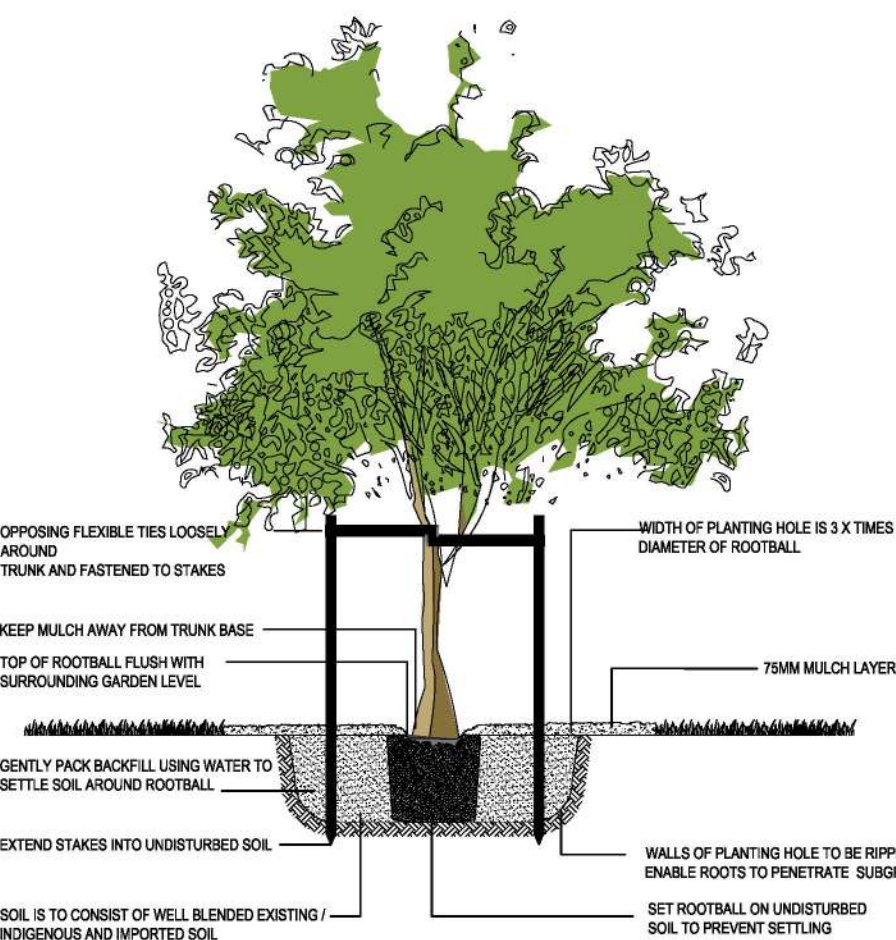 OPPOSING FLEXIBLE TIES LOOSELY
AROUND
TRUNK AND FASTENED TO STAKES
KEEP MULCH AWAY FROM TRUNK BASE
TOP OF ROOTBALL FLUSH WITH
SURROUNDING GARDEN LEVEL
GENTLY PACK BACKFILL USING WATER TO
SETTLE SOIL AROUND ROOTBALL
EXTEND STAKES INTO UNDISTURBED SOIL
SOIL IS TO CONSIST OF WELL BLENDED EXISTING /
INDIGENOUS AND IMPORTED SOIL
WIDTH OF PLANTING HOLE IS 3 X TIMES
DIAMETER OF ROOTBALL
75MM MULCH LAYER
WALLS OF PLANTING HOLE TO BE
ENABLE ROOTS TO PENETRATE
SET ROOTBALL ON UNDISTURBED
SOIL TO PREVENT SETTLING